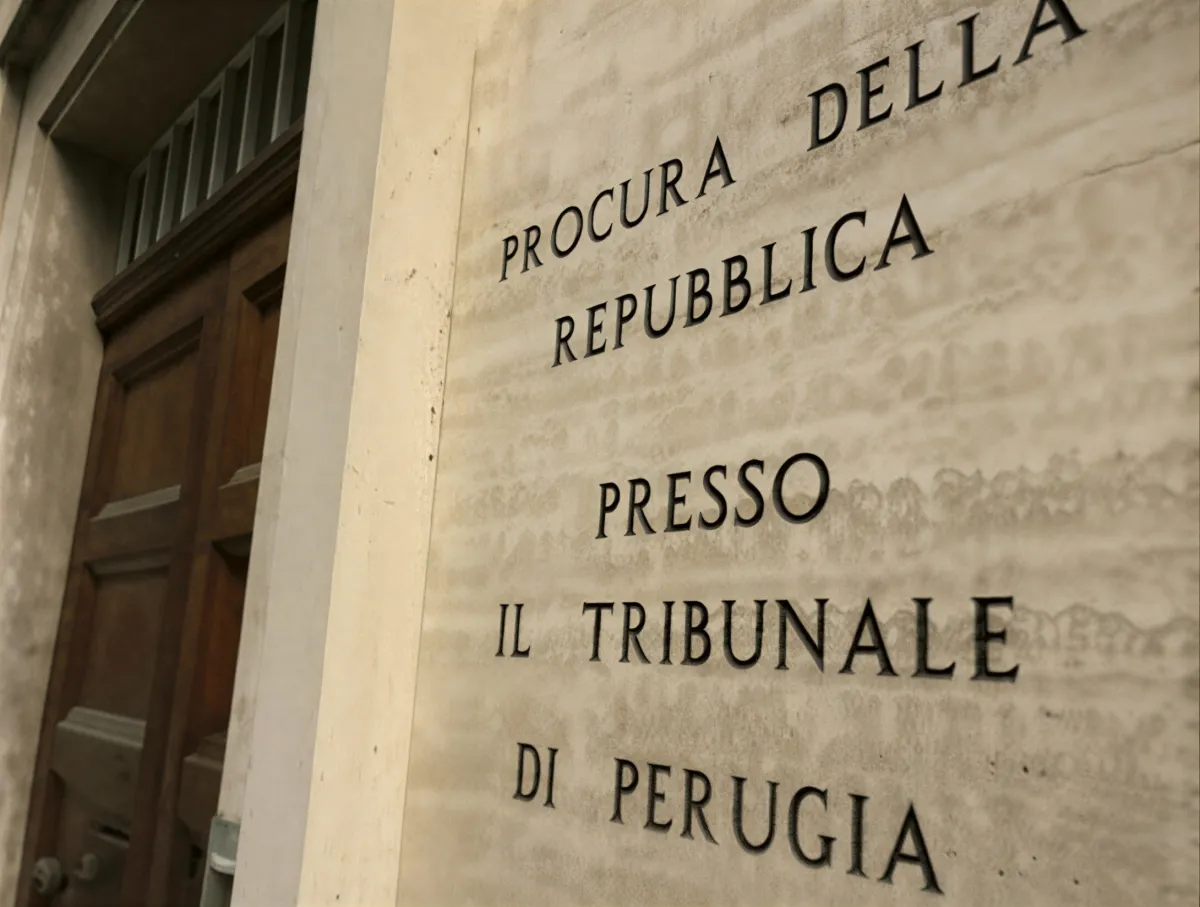 PROCURA DELLA
REPUBBLICA
PRESSO
IL TRIBUNALE
DI PERUGIA